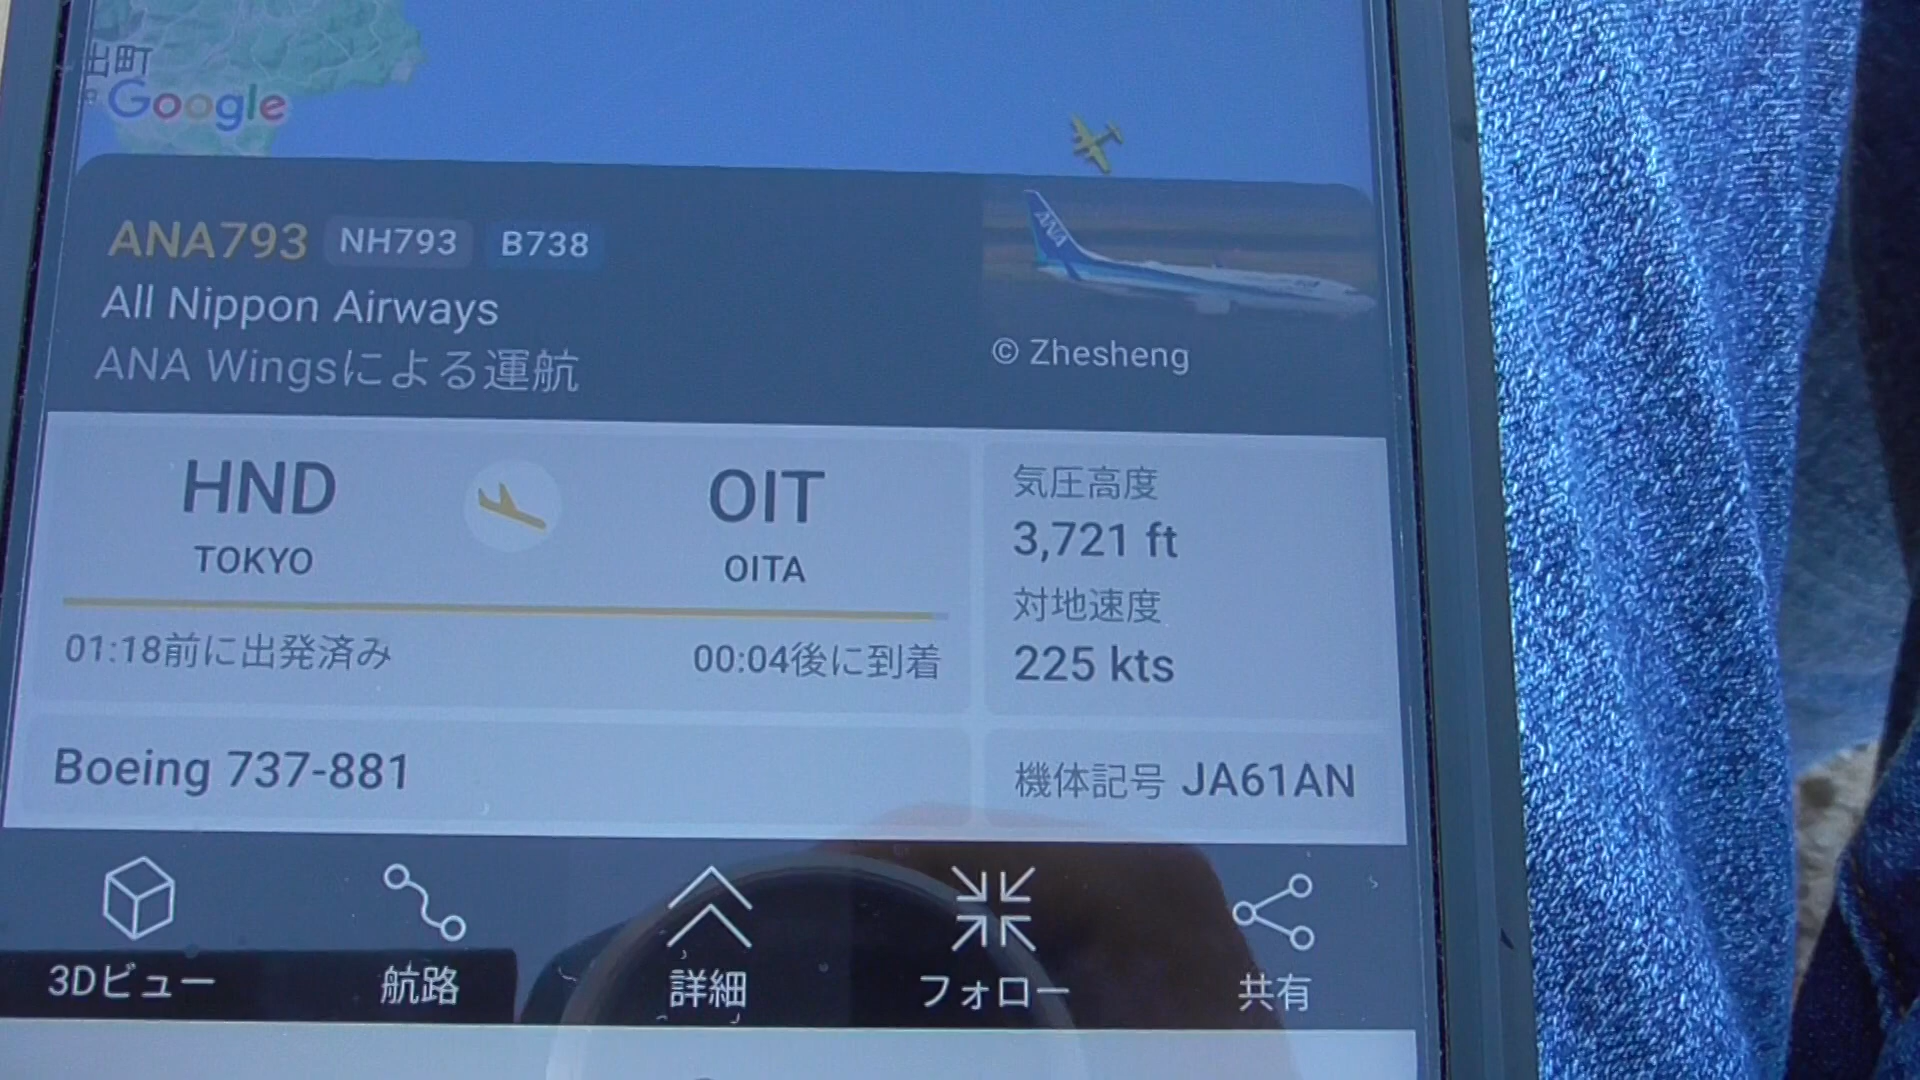 出町
Google
ANA793 NH793 B738
All Nippon Airways
ANA Wingsによる運航
© Zhesheng
HND
TOKYO
OIT
OITA
01:18前に出発済み
00:04後に到着
気圧高度
3,721 ft
対地速度
225 kts
Boeing 737-881
機体記号 JA61AN
3Dビュー
航路
詳細
フォロー
共有